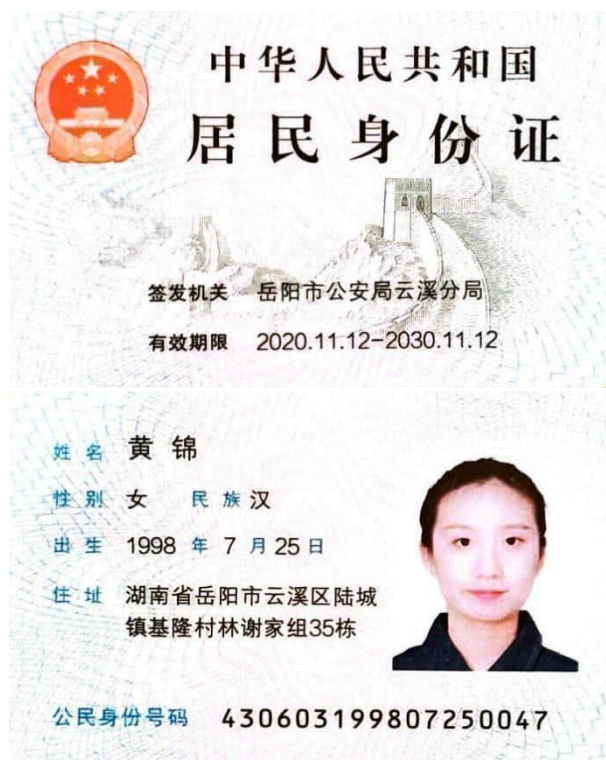 中华人民共和国
居民身份证
签发机关 岳阳市公安局云溪分局
有效期限 2020.11.12-2030.11.12
姓名 黄锦
性别 女 民族 汉
出生 1998 年 7 月 25 日
住址 湖南省岳阳市云溪区陆城
镇基隆村林谢家组35栋
公民身份号码 430603199807250047